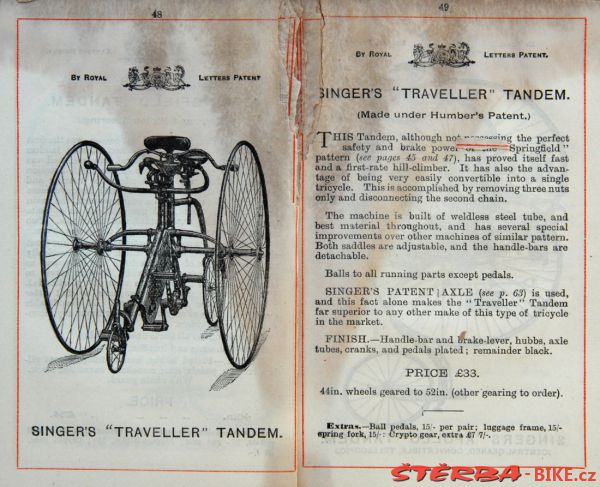 48
BY ROYAL LETTERS PATENT
SINGER'S "TRAVELLER" TANDEM.
49
BY ROYAL LETTERS PATENT.
SINGER'S "TRAVELLER" TANDEM.
(Made under Humber's Patent.)
THIS Tandem, although not possessing the perfect
safety and brake power of the "Springfield"
pattern (see pages 45 and 47), has proved itself fast
and a first-rate hill-climber. It has also the advan-
tage of being very easily convertible into a single
tricycle. This is accomplished by removing three nuts
only and disconnecting the second chain.
The machine is built of weldless steel tube, and
best material throughout, and has several special
improvements over other machines of similar pattern.
Both saddles are adjustable, and the handle-bars are
detachable.
Balls to all running parts except pedals.
SINGER'S PATENT AXLE (see p. 63) is used,
and this fact alone makes the "Traveller" Tandem
far superior to any other make of this type of tricycle
in the market.
FINISH.—Handle-bar and brake-lever, hubbs, axle
tubes, cranks, and pedals plated; remainder black.
PRICE £33.
44in. wheels geared to 52in. (other gearing to order).
Extras.—Ball pedals, 15/- per pair; luggage frame, 15/-
spring fork, 15/- Crypto gear, extra £7 7/-.
ŠTĚRBA-BIKE.cz